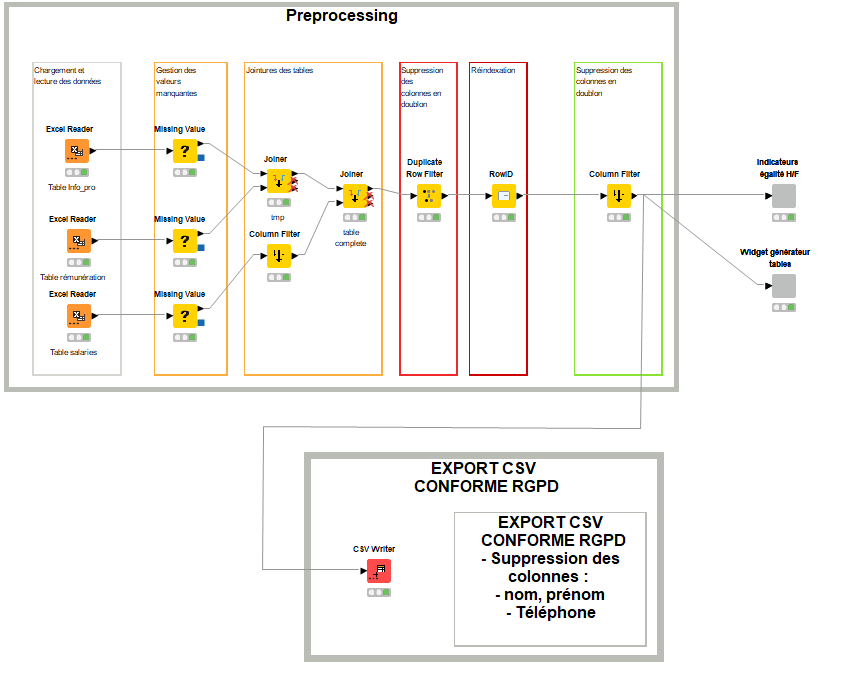 Preprocessing
Chargement et
lecture des données
Gestion des
valeurs
manquantes
Jointures des tables
Suppression
des
colonnes en
doublon
Réindexation
Suppression des
colonnes en
doublon
Excel Reader
Table Info_pro
Excel Reader
Table rémunération
Excel Reader
Table salaries
Missing Value
?
Missing Value
?
Missing Value
?
Joiner
tmp
Column Filter
Joiner
table
complete
Duplicate
Row Filter
RowID
Column Filter
Indicateurs
égalité H/F
Widget générateur
tables
EXPORT CSV
CONFORME RGPD
CSV Writer
EXPORT CSV
CONFORME RGPD
- Suppression des
colonnes :
- nom, prénom
- Téléphone